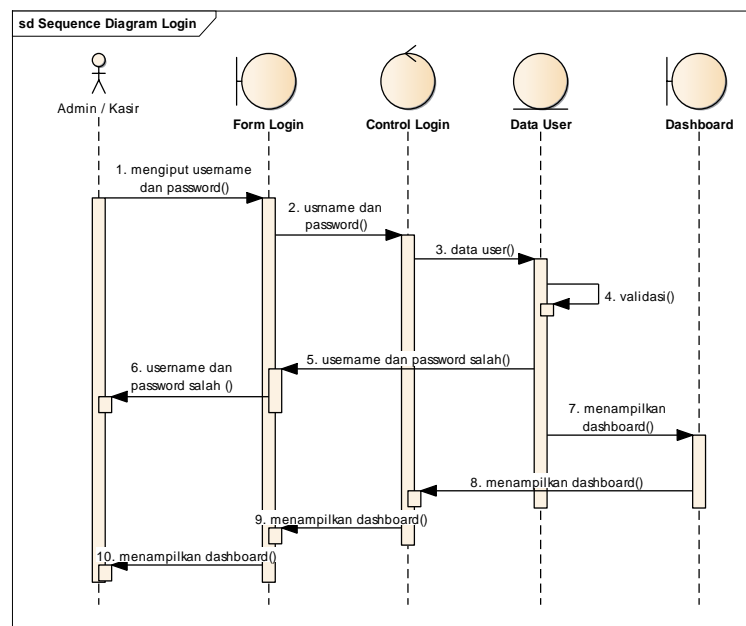 sd Sequence Diagram Login
Admin / Kasir
Form Login
Control Login
Data User
Dashboard
1. mengiput username
dan password()
2. usrname dan
password()
3. data user()
4. validasi()
5. username dan password salah()
6. username dan
password salah ()
7. menampilkan
dashboard()
8. menampilkan dashboard()
9. menampilkan dashboard()
10. menampilkan dashboard()